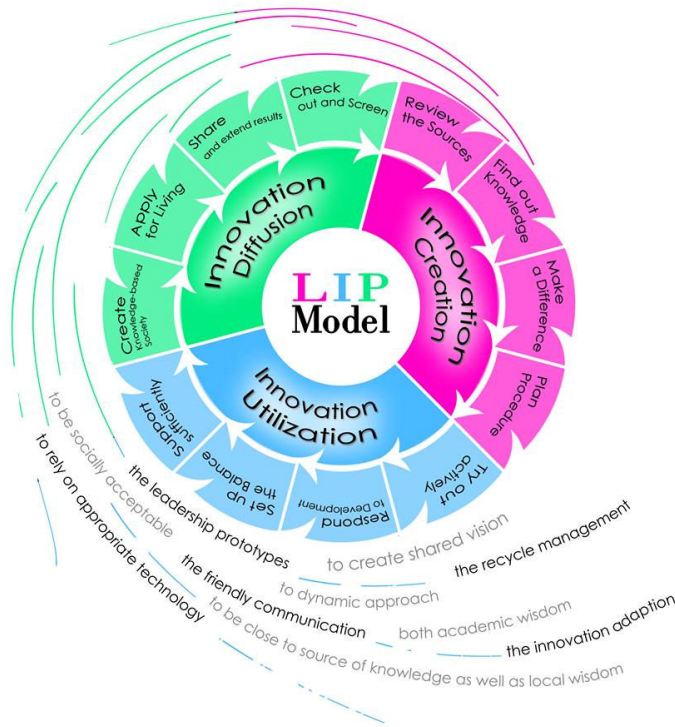 LIP
Model
Innovation
Creation
Innovation
Utilization
Innovation
Diffusion
Review
the Sources
Find out
Knowledge
Make
a Difference
Plan
Procedure
Try out
actively
Respond
to Development
Set up
the Balance
Support
sufficiently
Create
Knowledge-based
Society
Apply
for Living
Share
and extend results
Check
out and Screen
to be socially acceptable
to rely on appropriate technology
the leadership prototypes
the friendly communication
to be close to source of knowledge as well as local wisdom
to dynamic approach
to create shared vision
both academic wisdom
the recycle management
the innovation adaption